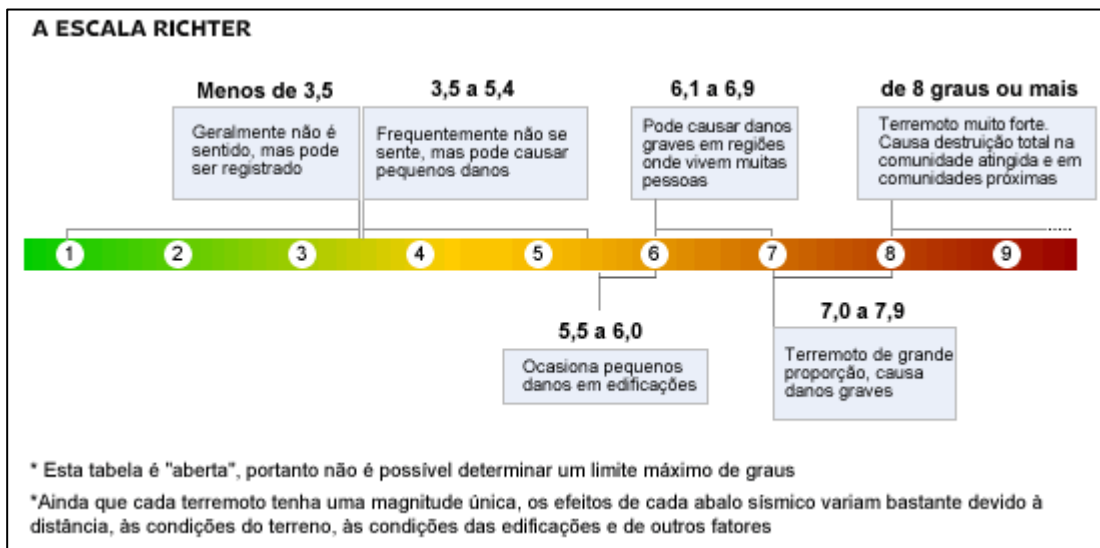 A ESCALA RICHTER
Menos de 3,5
Geralmente não é
sentido, mas pode
ser registrado
3,5 a 5,4
Frequentemente não se
sente, mas pode causar
pequenos danos
6,1 a 6,9
Pode causar danos
graves em regiões
onde vivem muitas
pessoas
de 8 graus ou mais
Terremoto muito forte.
Causa destruição total na
comunidade atingida e em
comunidades próximas
1 2 3 4 5 6 7 8 9
5,5 a 6,0
Ocasiona pequenos
danos em edificações
7,0 a 7,9
Terremoto de grande
proporção, causa
danos graves
* Esta tabela é "aberta", portanto não é possível determinar um limite máximo de graus
*Ainda que cada terremoto tenha uma magnitude única, os efeitos de cada abalo sísmico variam bastante devido à
distância, às condições do terreno, às condições das edificações e de outros fatores